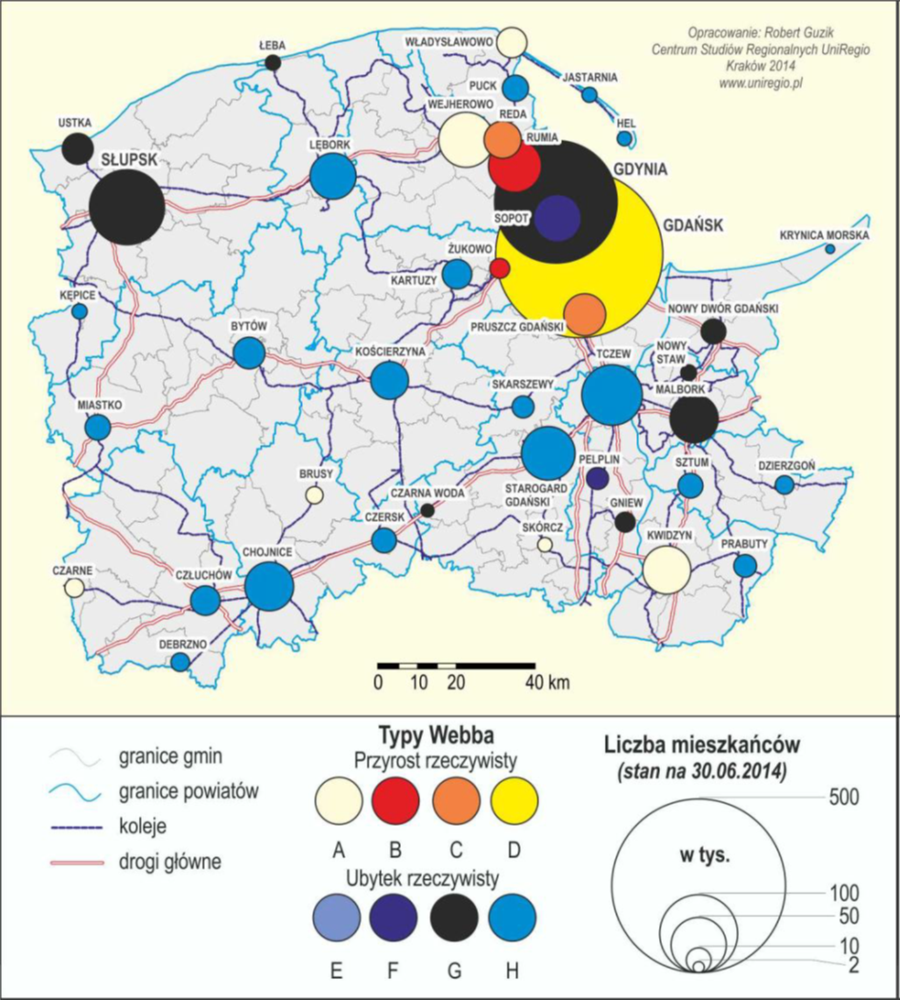 Opracowanie: Robert Guzik
Centrum Studiów Regionalnych UniRegio
Kraków 2014
www.uniregio.pl
WŁADYSŁAWOWO
ŁEBA
JASTARNIA
PUCK
WEJHEROWO
REDA
USTKA
HEL
RUMIA
LĘBORK
SŁUPSK
GDYNIA
SOPOT
GDAŃSK
KRYNICA MORSKA
ŻUKOWO
KARTUZY
KĘPICE
NOWY DWÓR GDAŃSKI
BYTÓW
PRUSZCZ GDAŃSKI
KOŚCIERZYNA
TCZEW
NOWY
STAW
SKARSZEWY
MALBORK
MIASTKO
PELPLIN
SZTUM
DZIERZGOŃ
BRUSY
STAROGARD
GDAŃSKI
CZARNA WODA
GNIEW
CZERSK
SKÓRCZ
KWIDZYN
PRABUTY
CHOJNICE
CZARNE
CZŁUCHÓW
DEBRZNO
0 10 20 40 km
granice gmin
granice powiatów
koleje
drogi główne
Typy Webba
Przyrost rzeczywisty
A B C D
Ubytek rzeczywisty
E F G H
Liczba mieszkańców
(stan na 30.06.2014)
500
w tys.
100
50
10
2